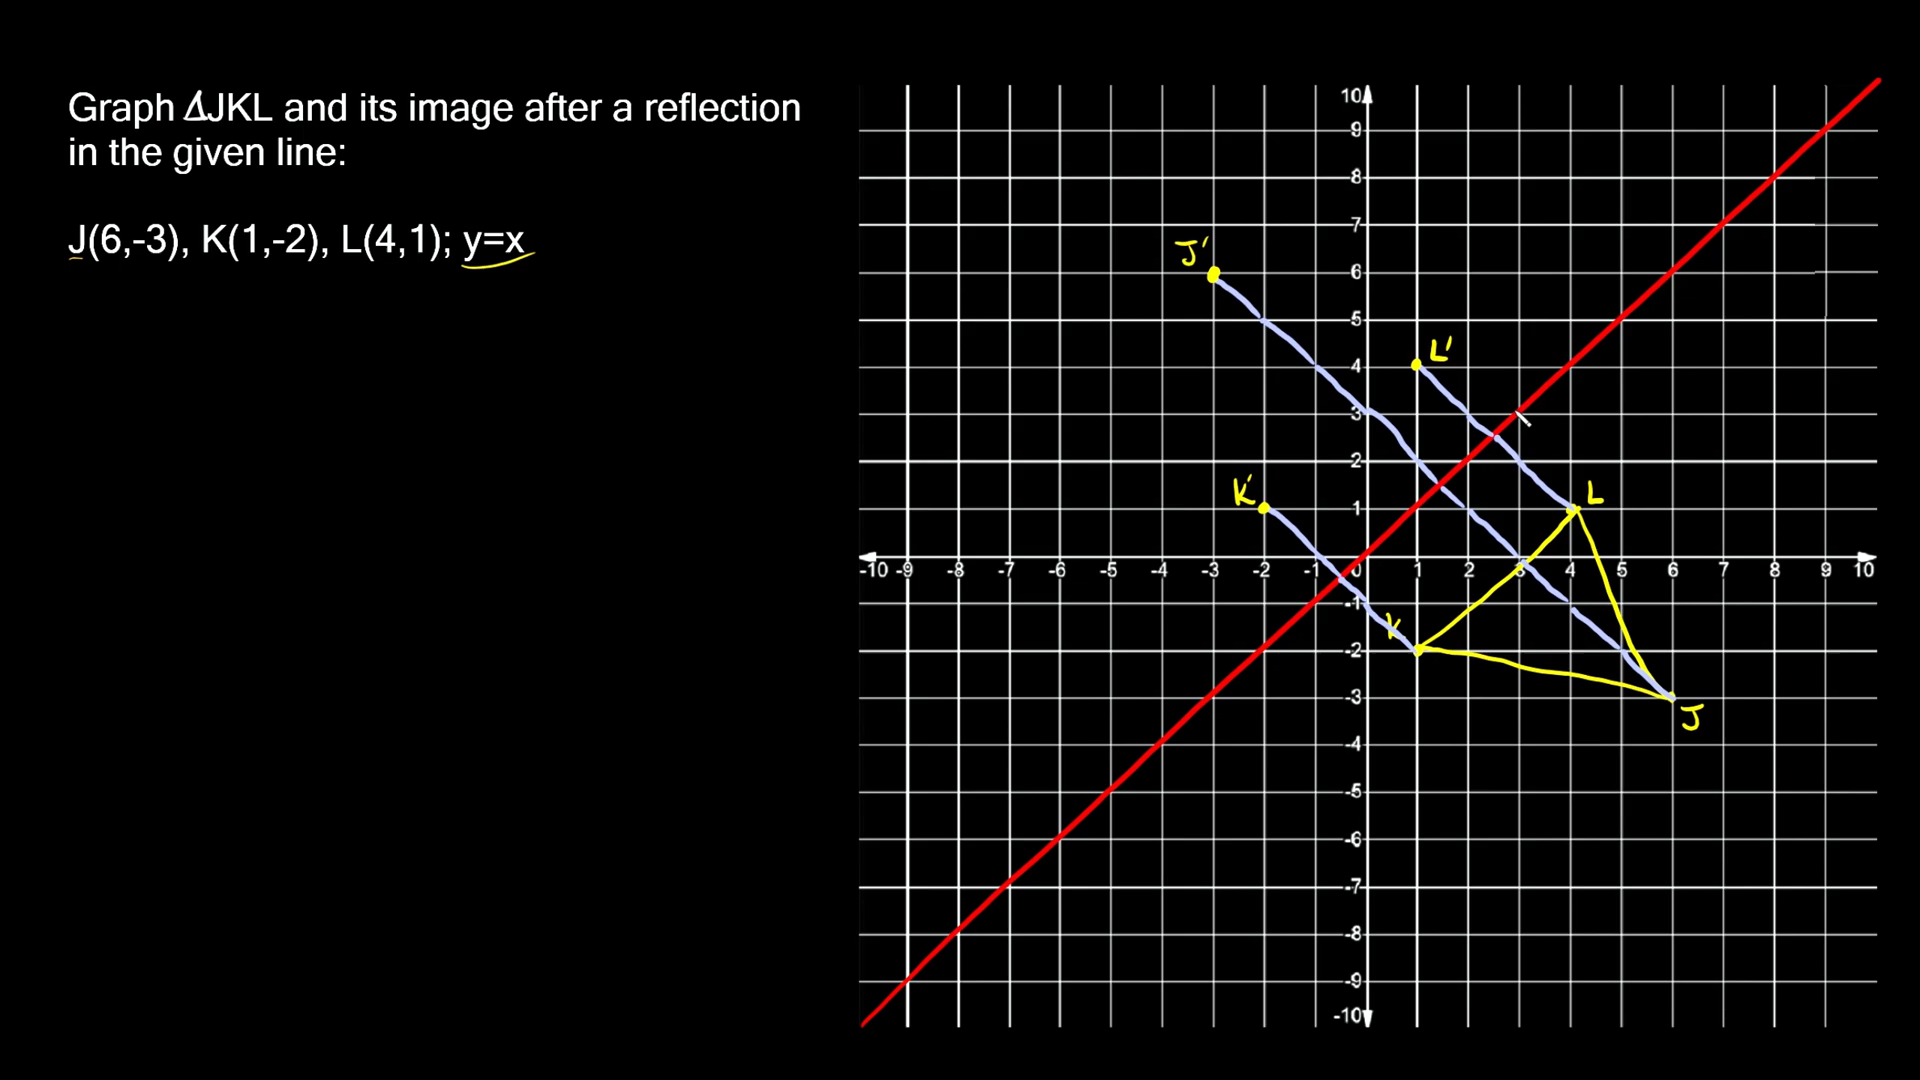 Graph ΔJKL and its image after a reflection
in the given line:
J(6,-3), K(1,-2), L(4,1); y=x
10
9
8
7
J'
6
5
L'
4
3
2
K'
L
1
-10 -9 -8 -7 -6 -5 -4 -3 -2 -1 0 1 2 3 4 5 6 7 8 9 10
-1
K
-2
-3
J
-4
-5
-6
-7
-8
-9
-10